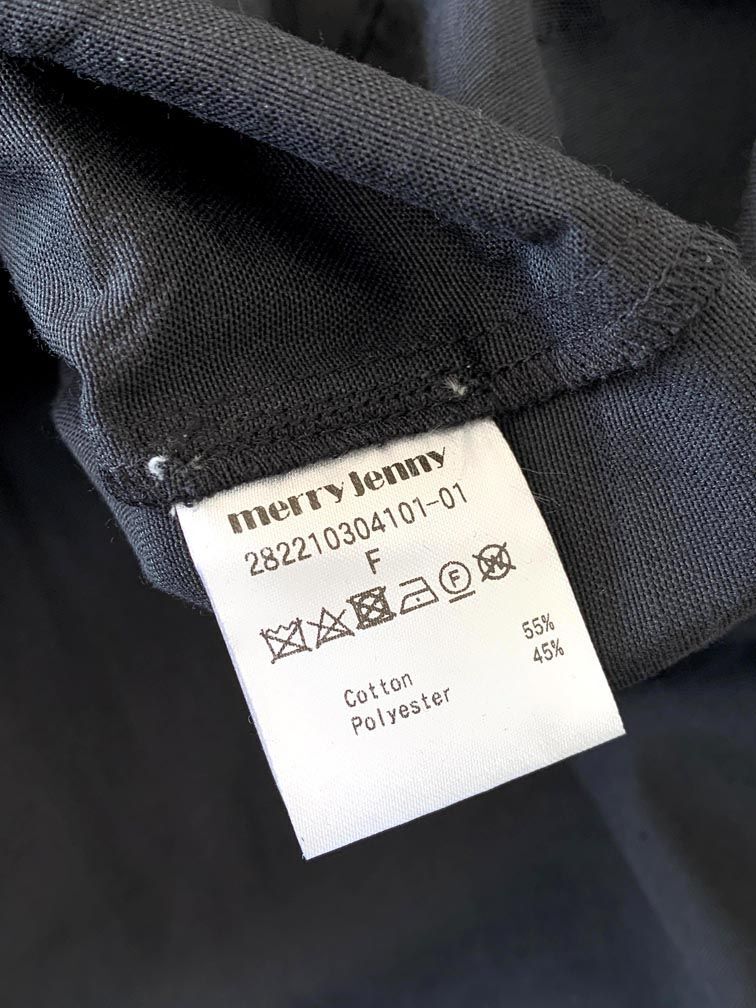 merry jenny
282210304101-01
F
F W
Cotton 55%
Polyester 45%